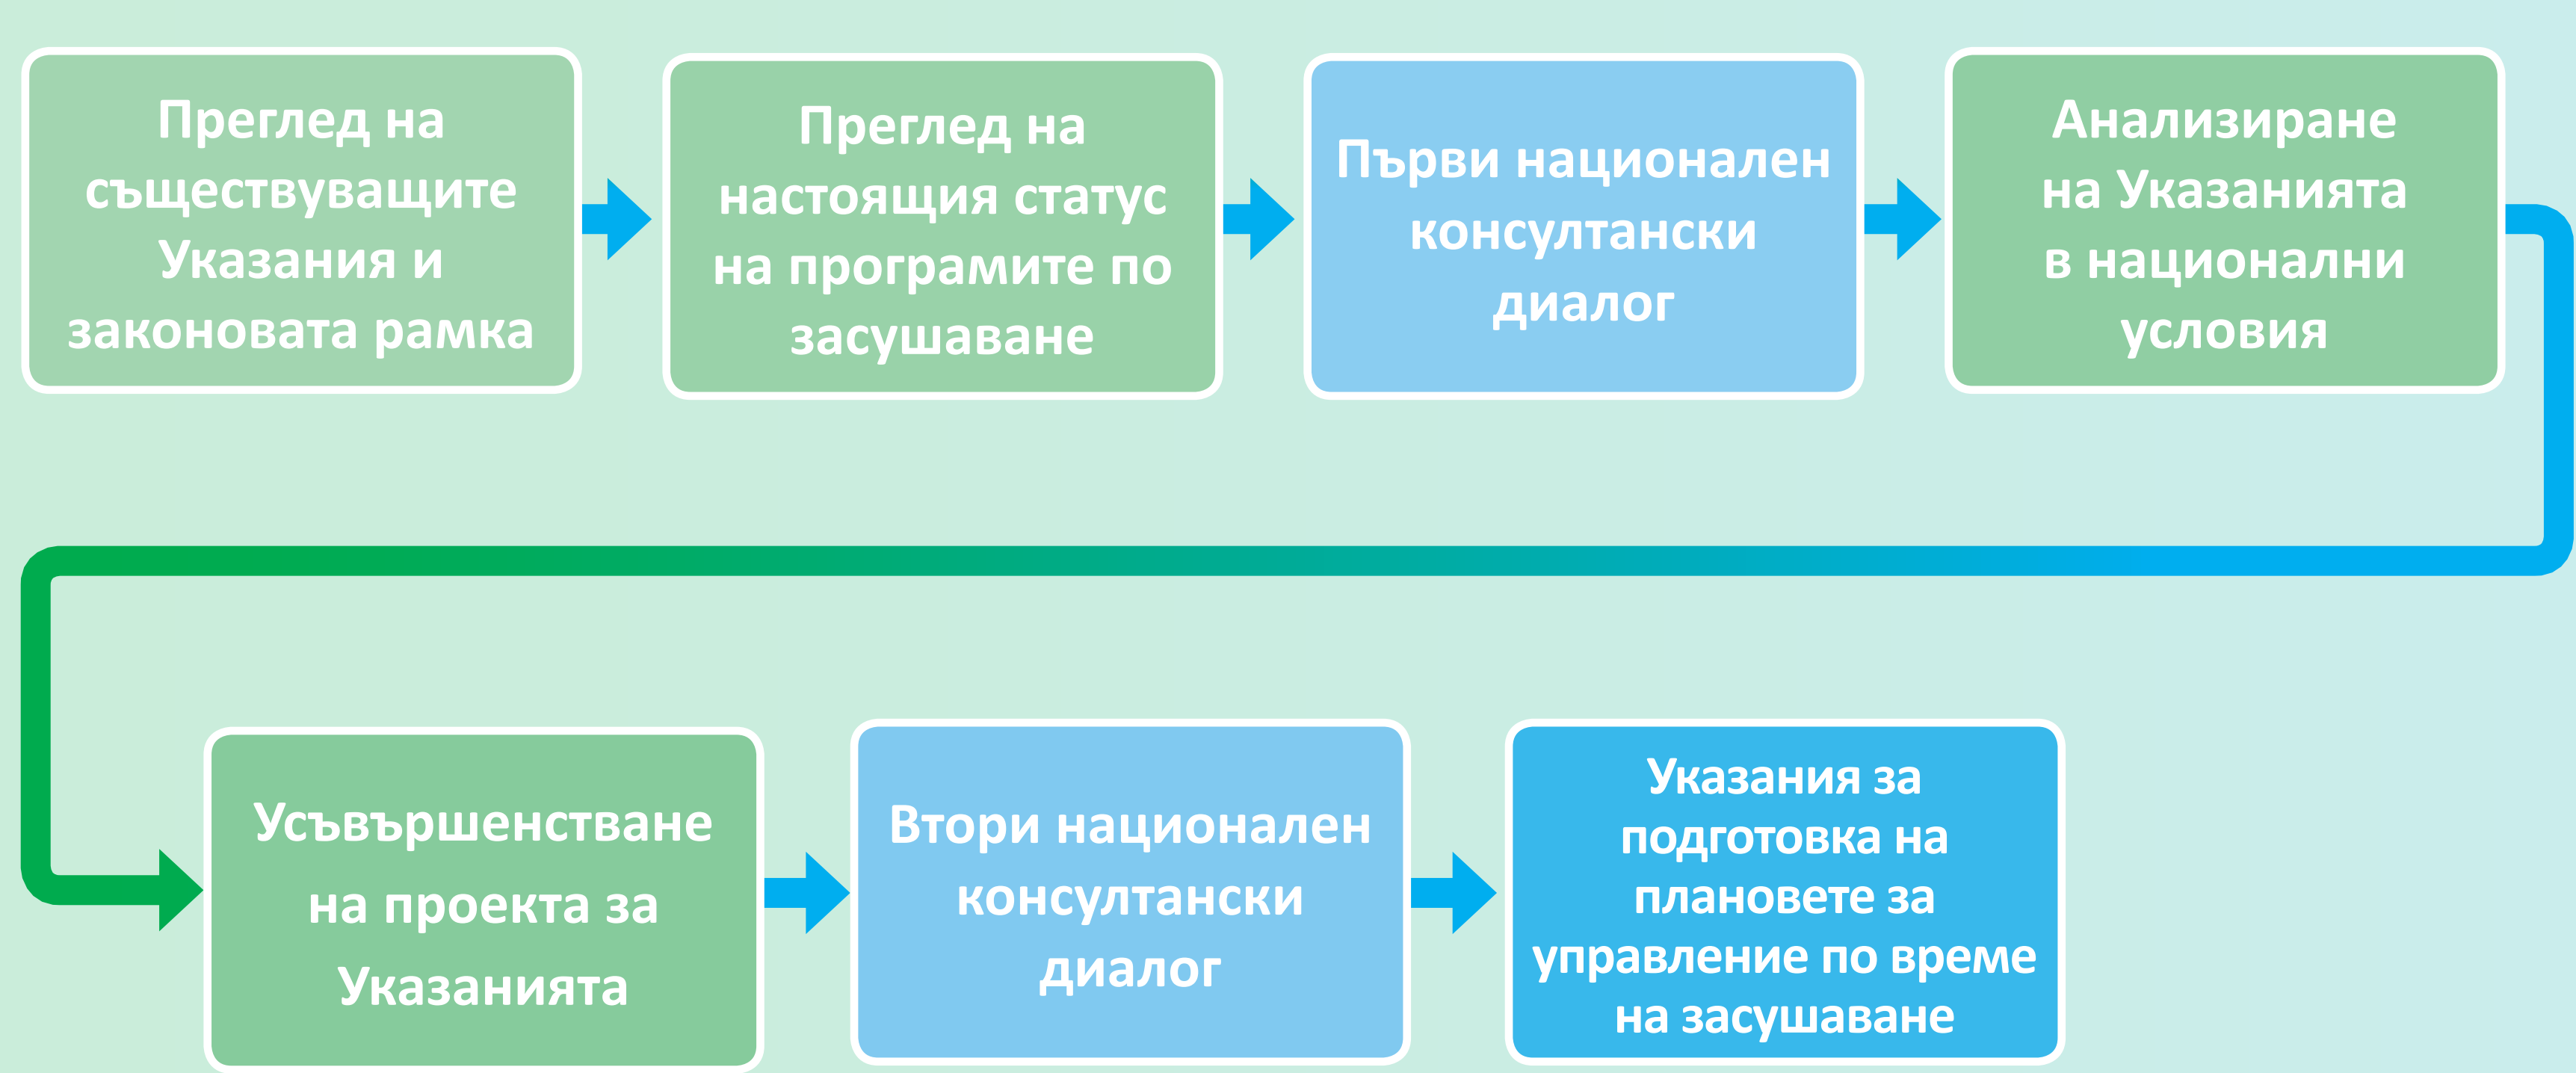 Преглед на
съществуващите
Указания и
законовата рамка
Преглед на
настоящия статус
на програмите по
засушаване
Първи национален
консултански
диалог
Анализиране
на Указанията
в национални
условия
Усъвършенстване
на проекта за
Указанията
Втори национален
консултански
диалог
Указания за
подготовка на
плановете за
управление по време
на засушаване